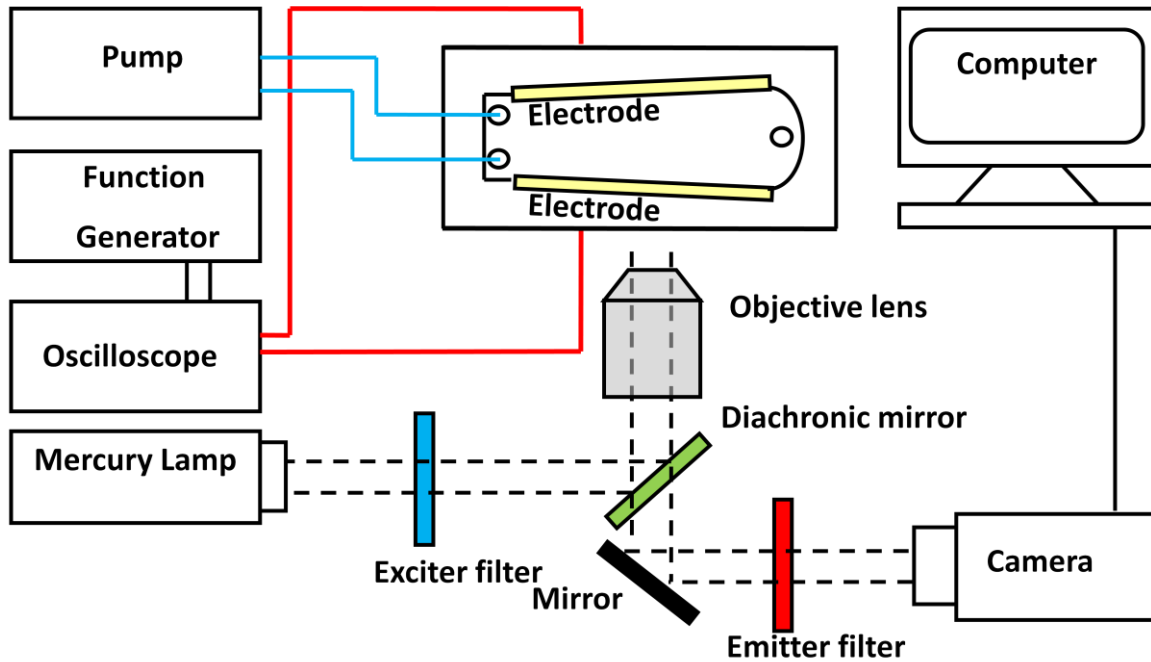 Pump
Electrode
Computer
Function
Generator
Electrode
Objective lens
Oscilloscope
Diachronic mirror
Mercury Lamp
Exciter filter
Mirror
Camera
Emitter filter